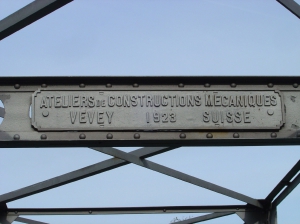 ATELIERS DE CONSTRUCTIONS MÉCANIQUES
VEVEY 1923 SUISSE